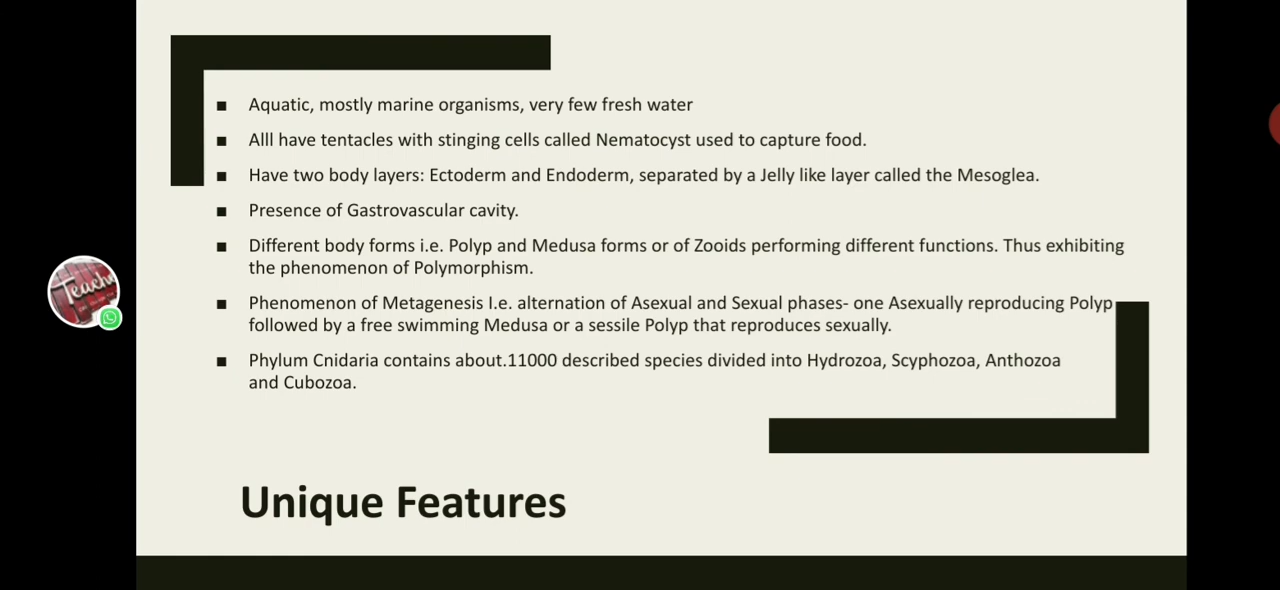 Aquatic, mostly marine organisms, very few fresh water
Alll have tentacles with stinging cells called Nematocyst used to capture food.
Have two body layers: Ectoderm and Endoderm, separated by a Jelly like layer called the Mesoglea.
Presence of Gastrovascular cavity.
Different body forms i.e. Polyp and Medusa forms or of Zooids performing different functions. Thus exhibiting
the phenomenon of Polymorphism.
Phenomenon of Metagenesis I.e. alternation of Asexual and Sexual phases- one Asexually reproducing Polyp
followed by a free swimming Medusa or a sessile Polyp that reproduces sexually.
Phylum Cnidaria contains about.11000 described species divided into Hydrozoa, Scyphozoa, Anthozoa
and Cubozoa.
Unique Features